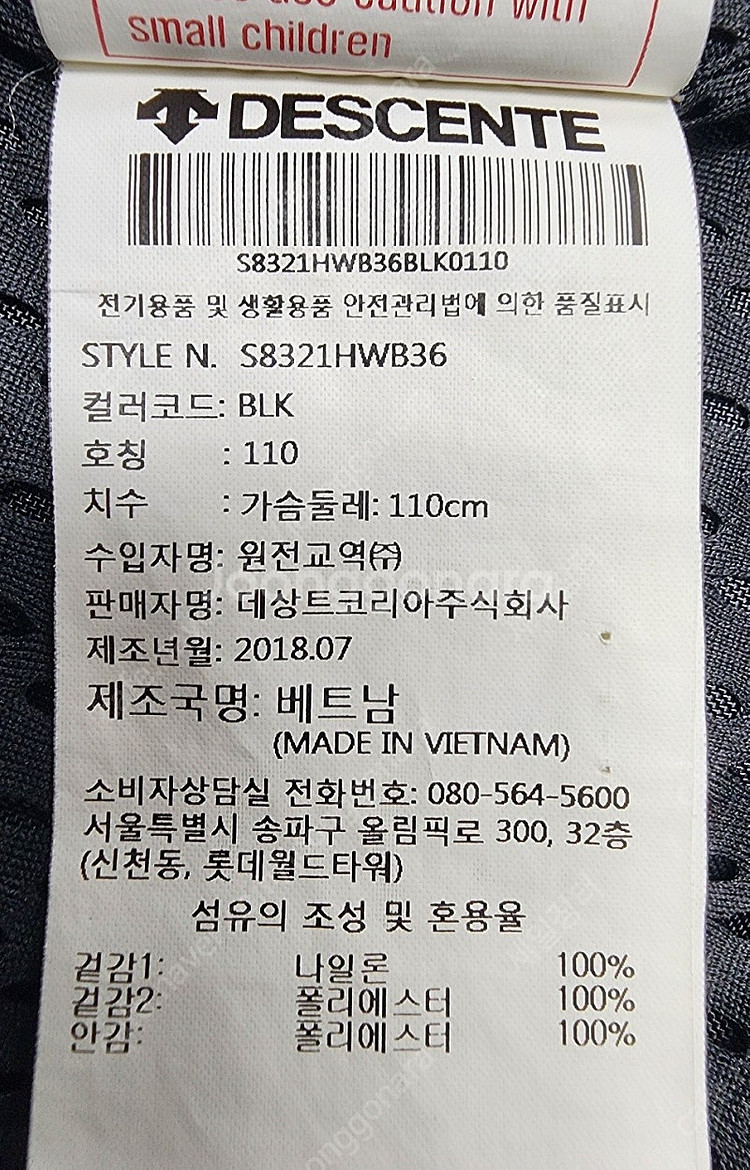 caution with
small children
DESCENTE
S8321HWB36BLK0110
전기용품 및 생활용품 안전관리법에 의한 품질표시
STYLE N. S8321HWB36
컬러코드: BLK
호칭 : 110
치수 : 가슴둘레: 110cm
수입자명: 원전교역㈜
판매자명: 데상트코리아주식회사
제조년월: 2018.07
제조국명: 베트남
(MADE IN VIETNAM)
소비자상담실 전화번호: 080-564-5600
서울특별시 송파구 올림픽로 300, 32층
(신천동, 롯데월드타워)
섬유의 조성 및 혼용율
겉감1: 나일론 100%
겉감2: 폴리에스터 100%
안감: 폴리에스터 100%
joonggonara